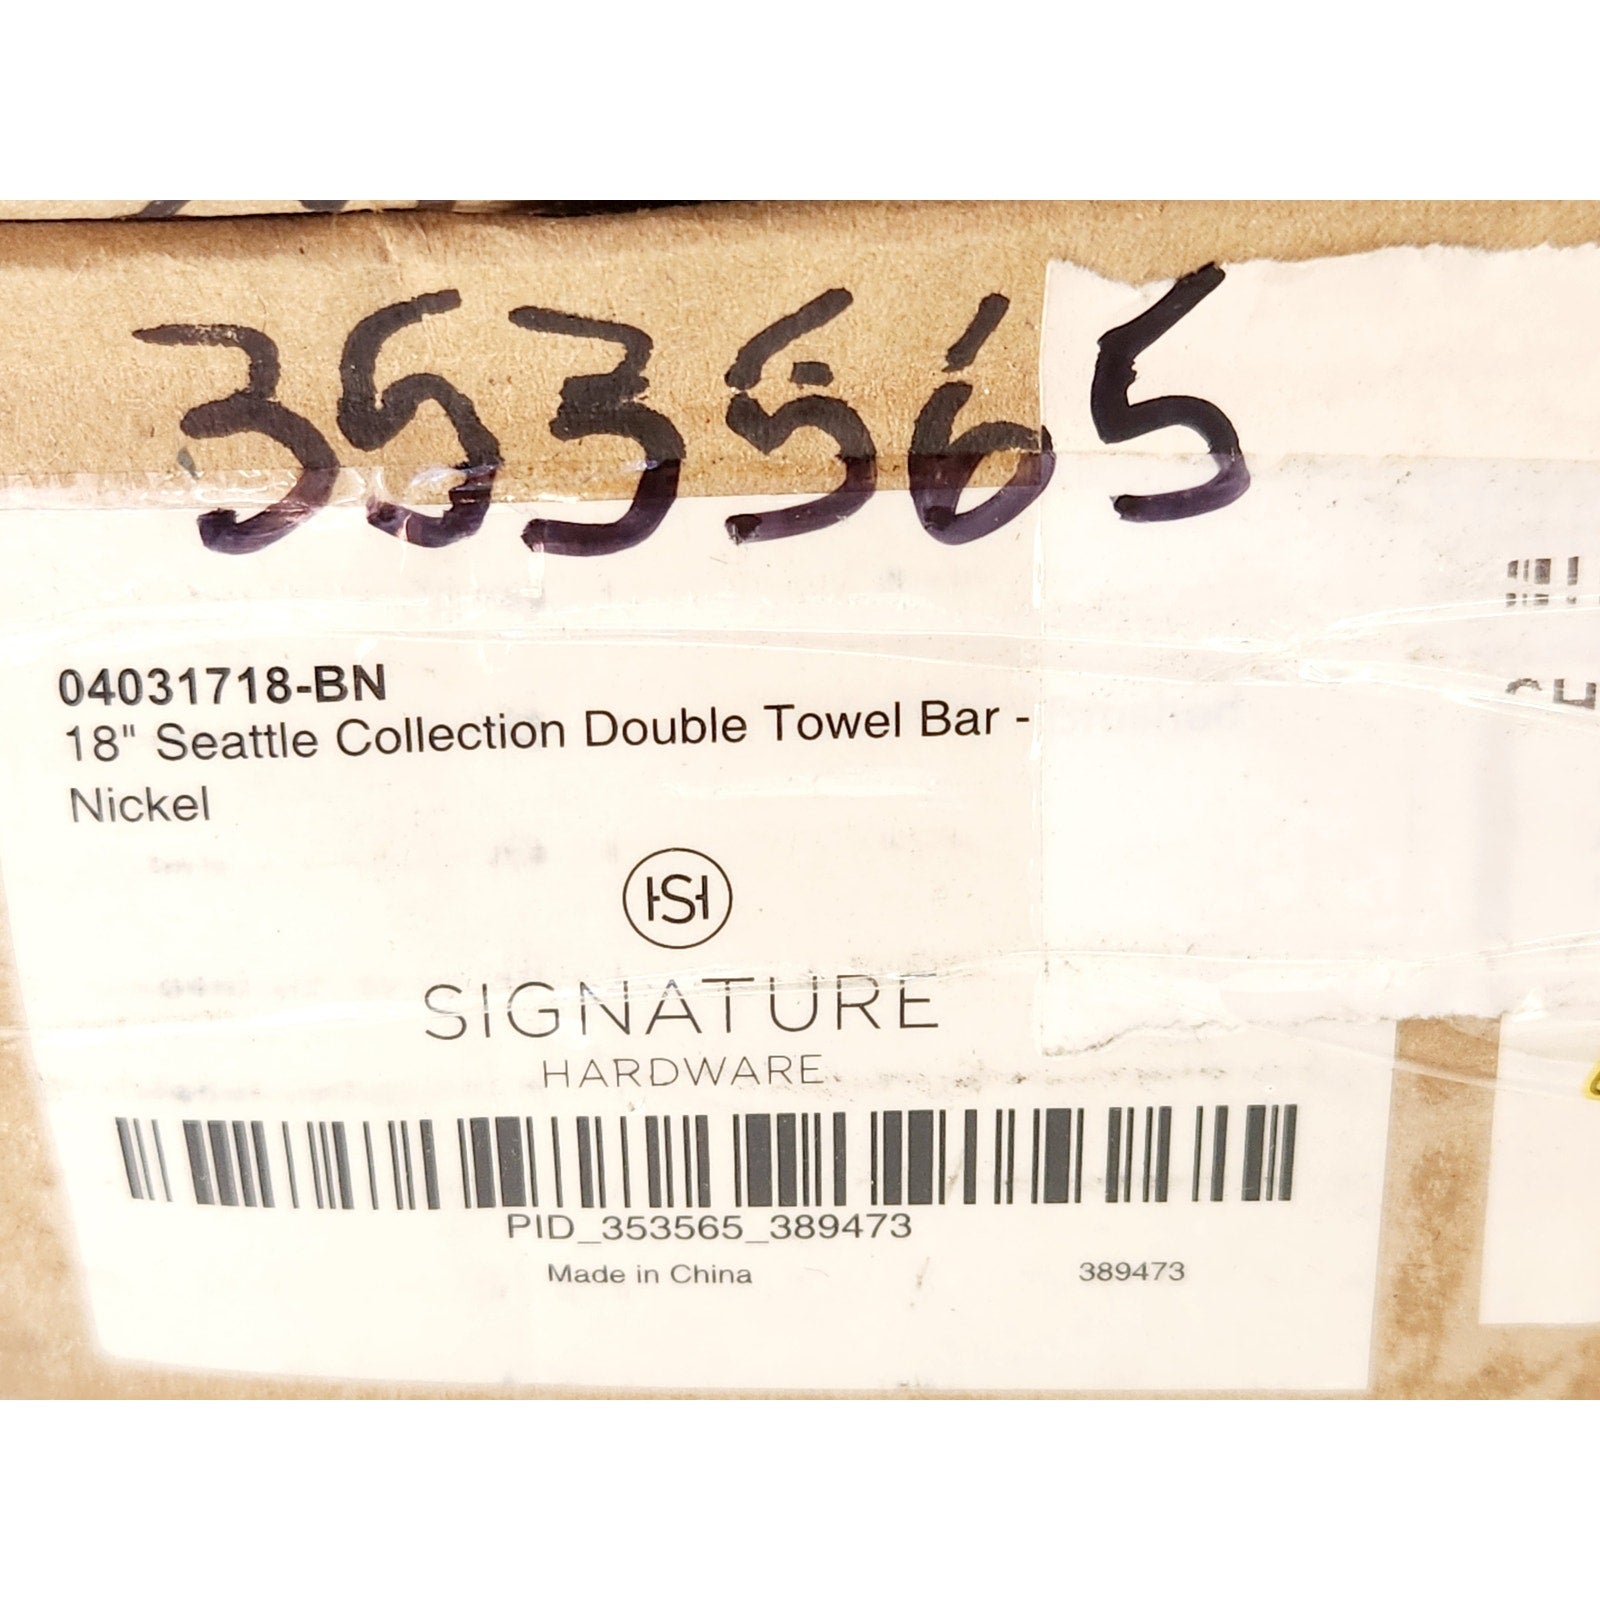 353565
04031718-BN
18" Seattle Collection Double Towel Bar -
Nickel
SIGNATURE
HARDWARE
PID_353565_389473
Made in China
389473